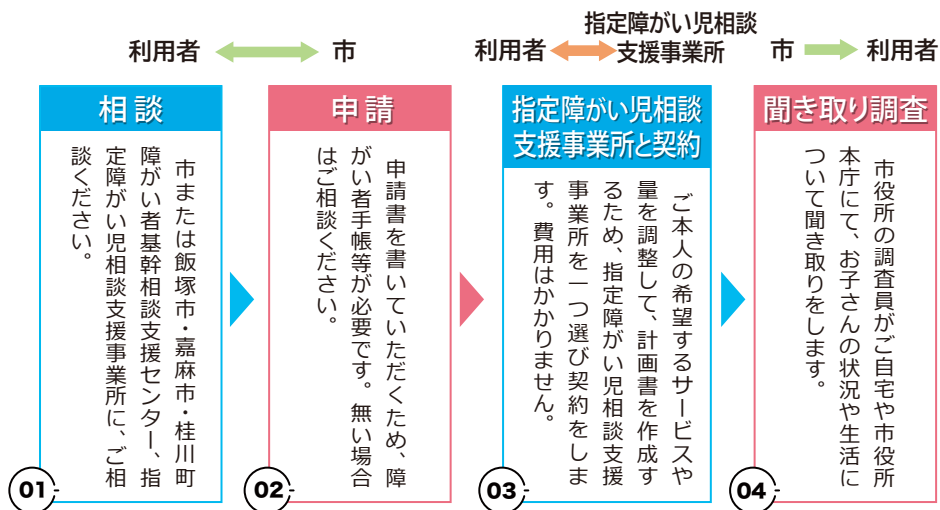 利用者 市
相談
市または飯塚市・嘉麻市・桂川町
障がい者基幹相談支援センター、指
定障がい児相談支援事業所に、ご相
談ください。
01
申請
申請書を書いていただくため、障
がい者手帳等が必要です。無い場合
はご相談ください。
02
利用者 指定障がい児相談
支援事業所
指定障がい児相談
支援事業所と契約
ご本人の希望するサービスや
量を調整して、計画書を作成す
るため、指定障がい児相談支援
事業所を一つ選び契約をしま
す。費用はかかりません。
03
市 利用者
聞き取り調査
市役所の調査員がご自宅や市役所
本庁にて、お子さんの状況や生活に
ついて聞き取りをします。
04